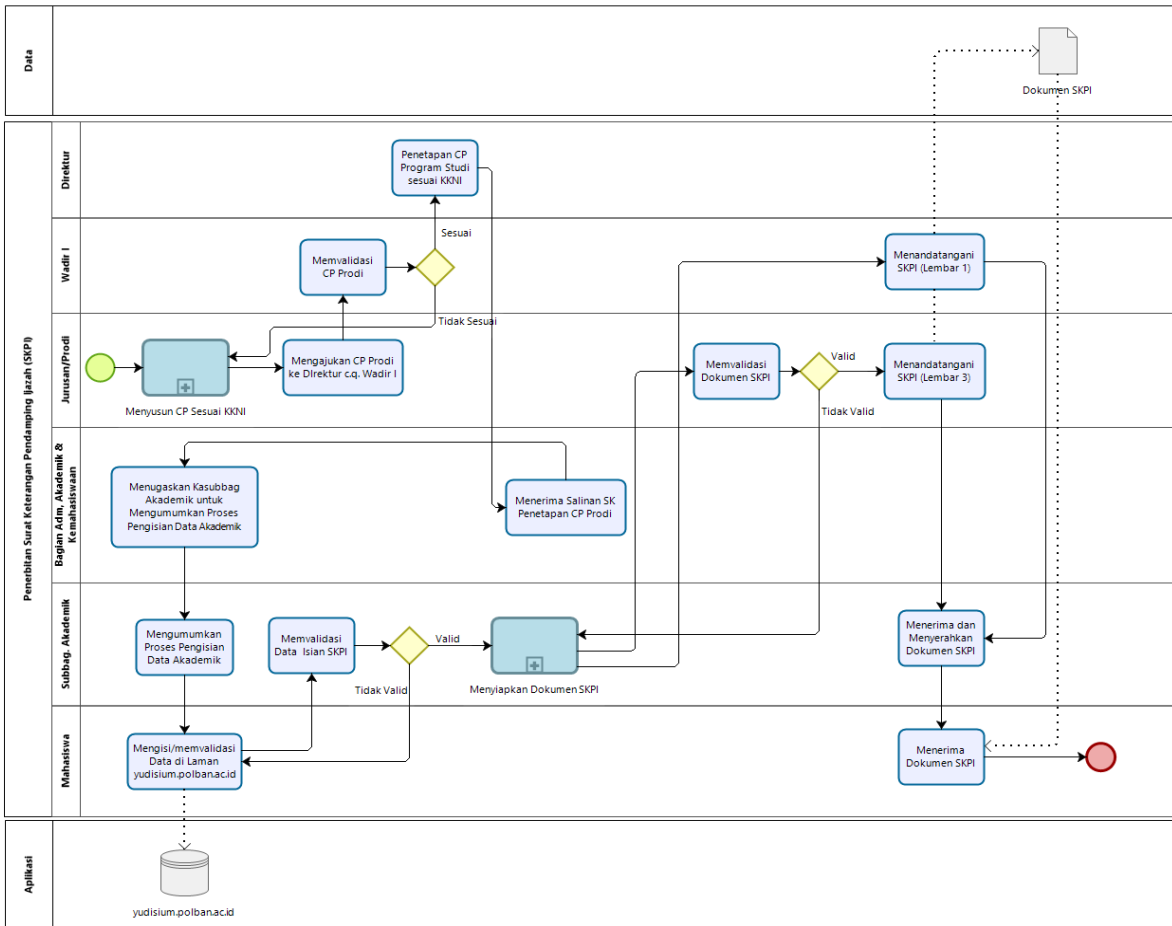 Data
Dokumen SKPI
Penerbitan Surat Keterangan Pendamping Ijazah (SKPI)
Direktur
Penetapan CP
Program Studi
sesuai KKNI
Wadir I
Sesuai
Memvalidasi
CP Prodi
Menandatangani
SKPI (Lembar 1)
Tidak Sesuai
Jurusan/Prodi
Menyusun CP Sesuai KKNI
Mengajukan CP Prodi
ke DIrektur c.q. Wadir I
Memvalidasi
Dokumen SKPI
Valid
Tidak Valid
Menandatangani
SKPI (Lembar 3)
Bagian Adm, Akademik &
Kemahasiswaan
Menugaskan Kasubbag
Akademik untuk
Mengumumkan Proses
Pengisian Data Akademik
Menerima Salinan SK
Penetapan CP Prodi
Subbag. Akademik
Mengumumkan
Proses Pengisian
Data Akademik
Memvalidasi
Data Isian SKPI
Valid
Tidak Valid
Menyiapkan Dokumen SKPI
Menerima dan
Menyerahkan
Dokumen SKPI
Mahasiswa
Mengisi/memvalidasi
Data di Laman
yudisium.polban.ac.id
Menerima
Dokumen SKPI
Aplikasi
yudisium.polban.ac.id